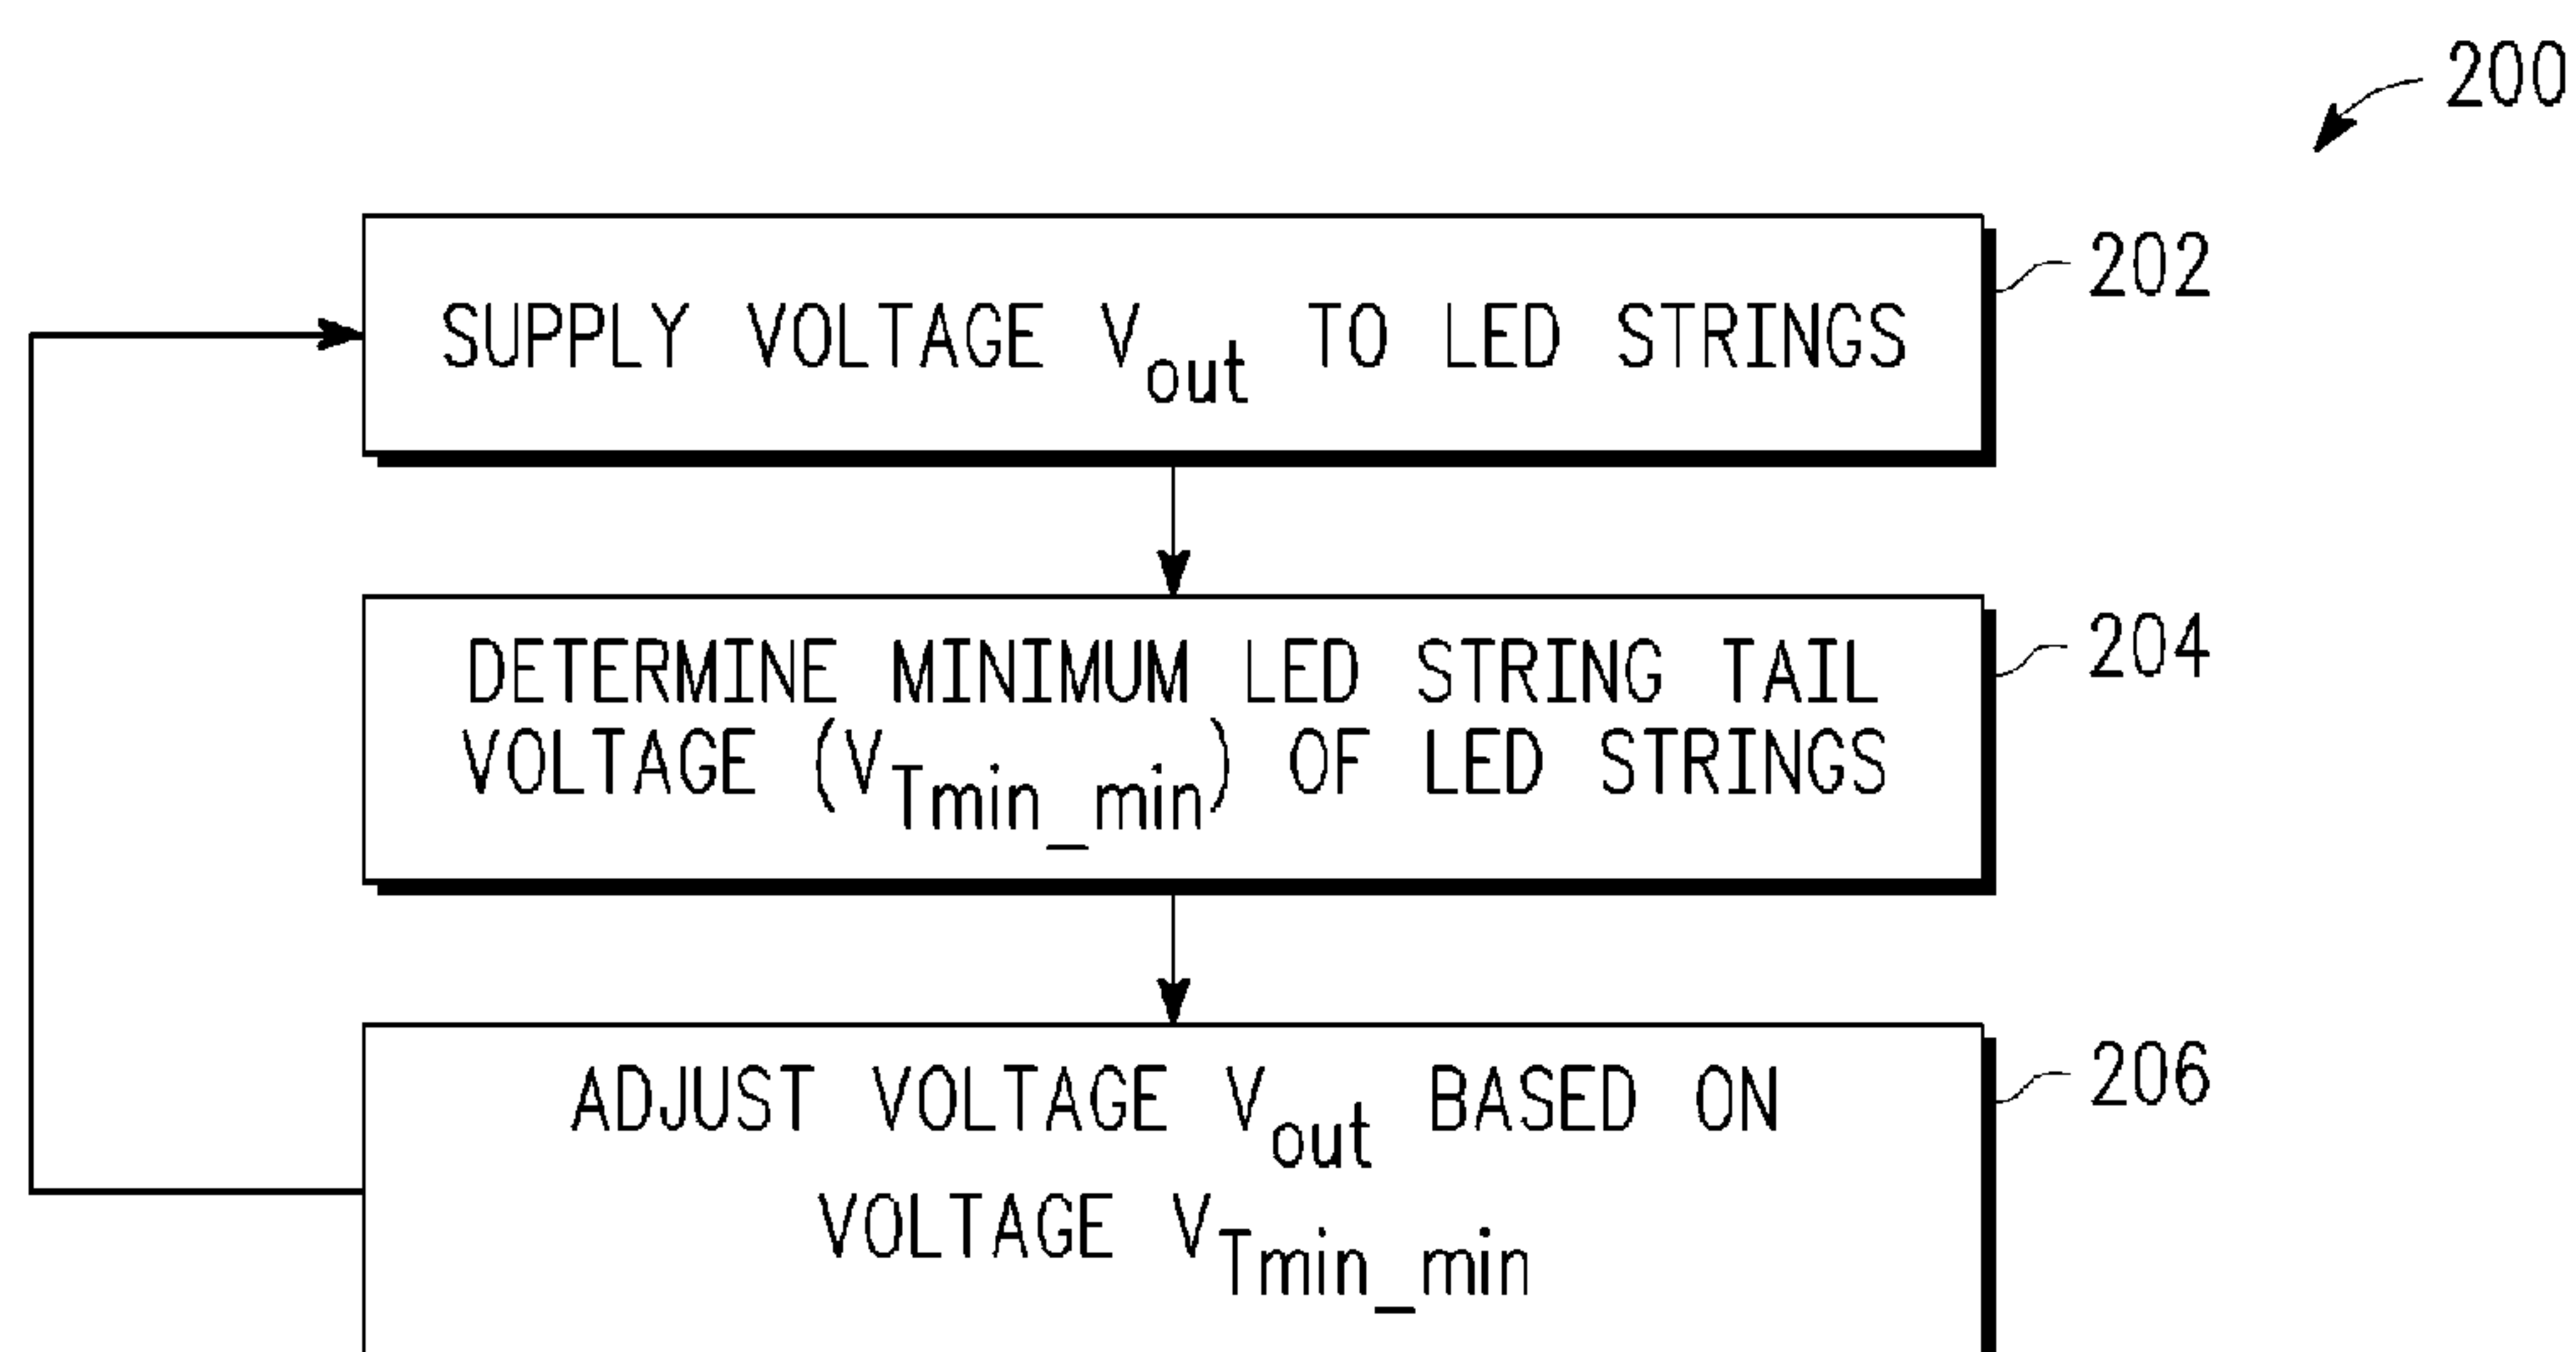 200
SUPPLY VOLTAGE Vout TO LED STRINGS
202
DETERMINE MINIMUM LED STRING TAIL
VOLTAGE (VTmin_min) OF LED STRINGS
204
ADJUST VOLTAGE Vout BASED ON
VOLTAGE VTmin_min
206